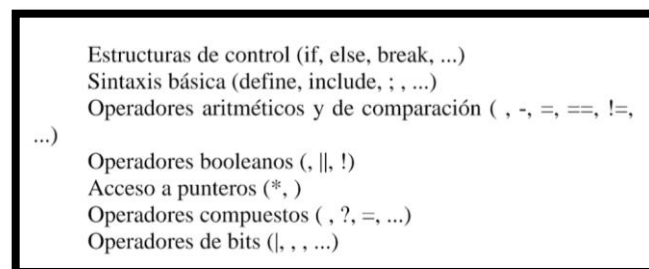 Estructuras de control (if, else, break, ...)
Sintaxis básica (define, include, ; , ...)
Operadores aritméticos y de comparación ( , -, =, ==, !=,
...)
Operadores booleanos (, ||, !)
Acceso a punteros (*, )
Operadores compuestos ( , ?, =, ...)
Operadores de bits (|, , , ...)